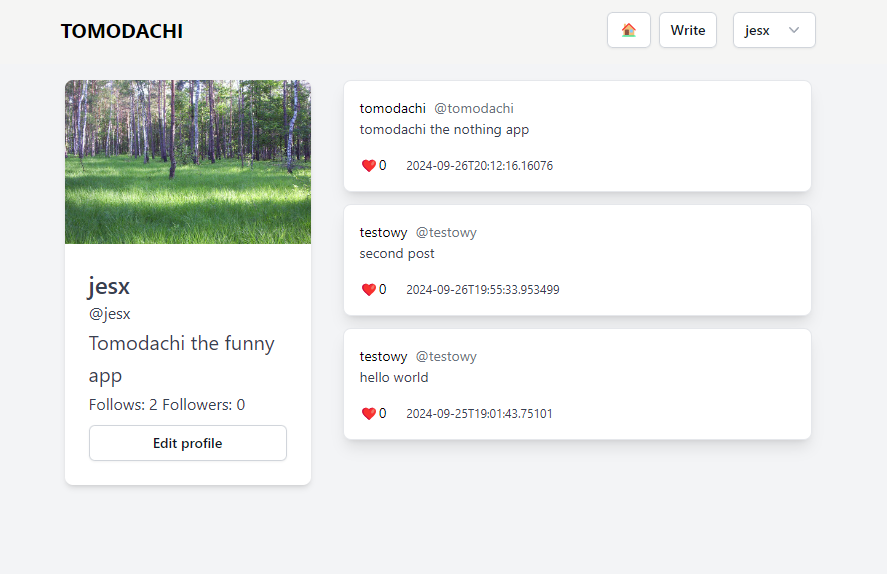 TOMODACHI
Write
jesx
jesx
@jesx
Tomodachi the funny
app
Follows: 2 Followers: 0
Edit profile
tomodachi @tomodachi
tomodachi the nothing app
0 2024-09-26T20:12:16.16076
testowy @testowy
second post
0 2024-09-26T19:55:33.953499
testowy @testowy
hello world
0 2024-09-25T19:01:43.75101